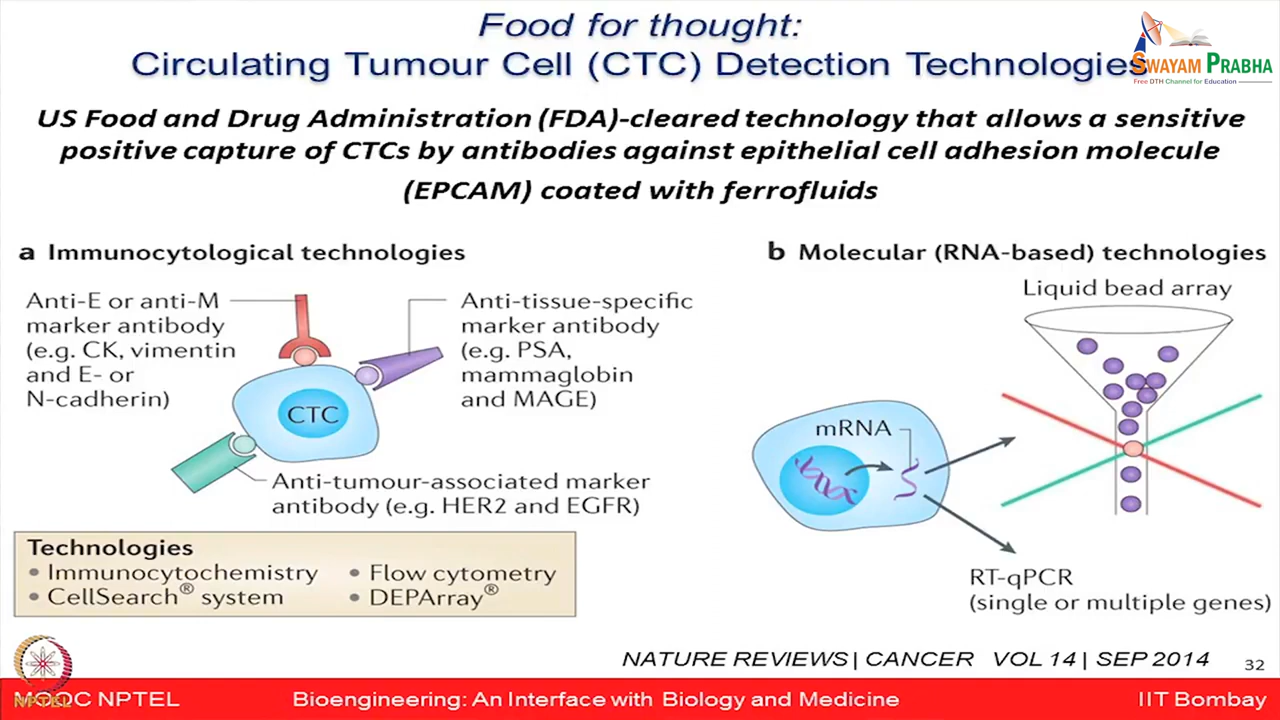 Food for thought:
Circulating Tumour Cell (CTC) Detection Technologies
SWAYAM PRABHA
Free DTH Channel for Education
US Food and Drug Administration (FDA)-cleared technology that allows a sensitive
positive capture of CTCs by antibodies against epithelial cell adhesion molecule
(EPCAM) coated with ferrofluids
a Immunocytological technologies
Anti-E or anti-M
marker antibody
(e.g. CK, vimentin
and E- or
N-cadherin)
Anti-tissue-specific
marker antibody
(e.g. PSA,
mammaglobin
and MAGE)
CTC
Anti-tumour-associated marker
antibody (e.g. HER2 and EGFR)
Technologies
• Immunocytochemistry
• CellSearch® system
• Flow cytometry
• DEPArray®
b Molecular (RNA-based) technologies
Liquid bead array
mRNA
RT-qPCR
(single or multiple genes)
NATURE REVIEWS| CANCER VOL 14| SEP 2014
32
NPTEL
MOOC NPTEL
Bioengineering: An Interface with Biology and Medicine
IIT Bombay